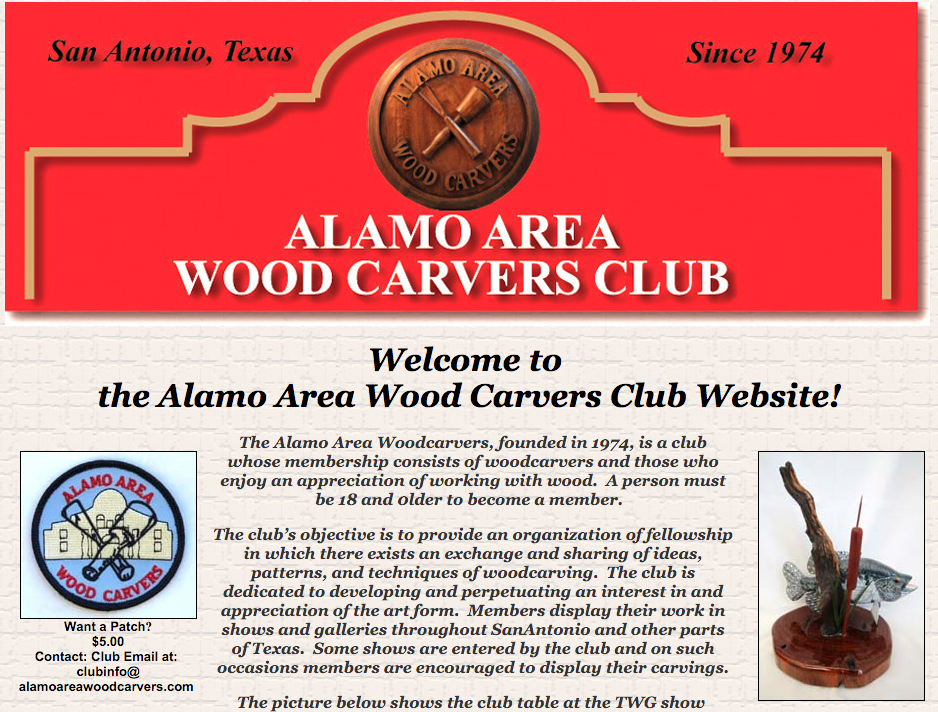 San Antonio, Texas
Since 1974
ALAMO AREA
WOOD CARVERS
ALAMO AREA
WOOD CARVERS CLUB
Welcome to
the Alamo Area Wood Carvers Club Website!
The Alamo Area Woodcarvers, founded in 1974, is a club
whose membership consists of woodcarvers and those who
enjoy an appreciation of working with wood. A person must
be 18 and 0lder to become a member.
The club's objective is to provide an organization of fellowship
in which there exists an exchange and sharing of ideas,
patterns, and techniques of woodcarving. The club is
dedicated to developing and perpetuating an interest in and
appreciation of the art form. Members display their work in
shows and galleries throughout SanAntonio and other parts
of Texas. Some shows are entered by the club and on such
occasions members are encouraged to display their carvings.
The picture below shows the club table at the TWG show
ALAMO AREA
WOOD CARVERS
Want a Patch?
$5.00
Contact: Club Email at:
clubinfo@
alamoareawoodcarvers.com